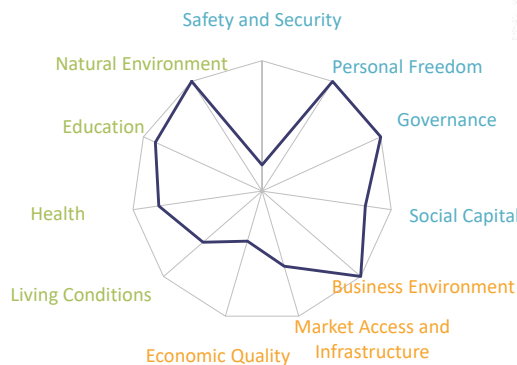 Safety and Security
Natural Environment
Personal Freedom
Education
Governance
Health
Social Capital
Living Conditions
Business Environment
Economic Quality
Market Access and
Infrastructure